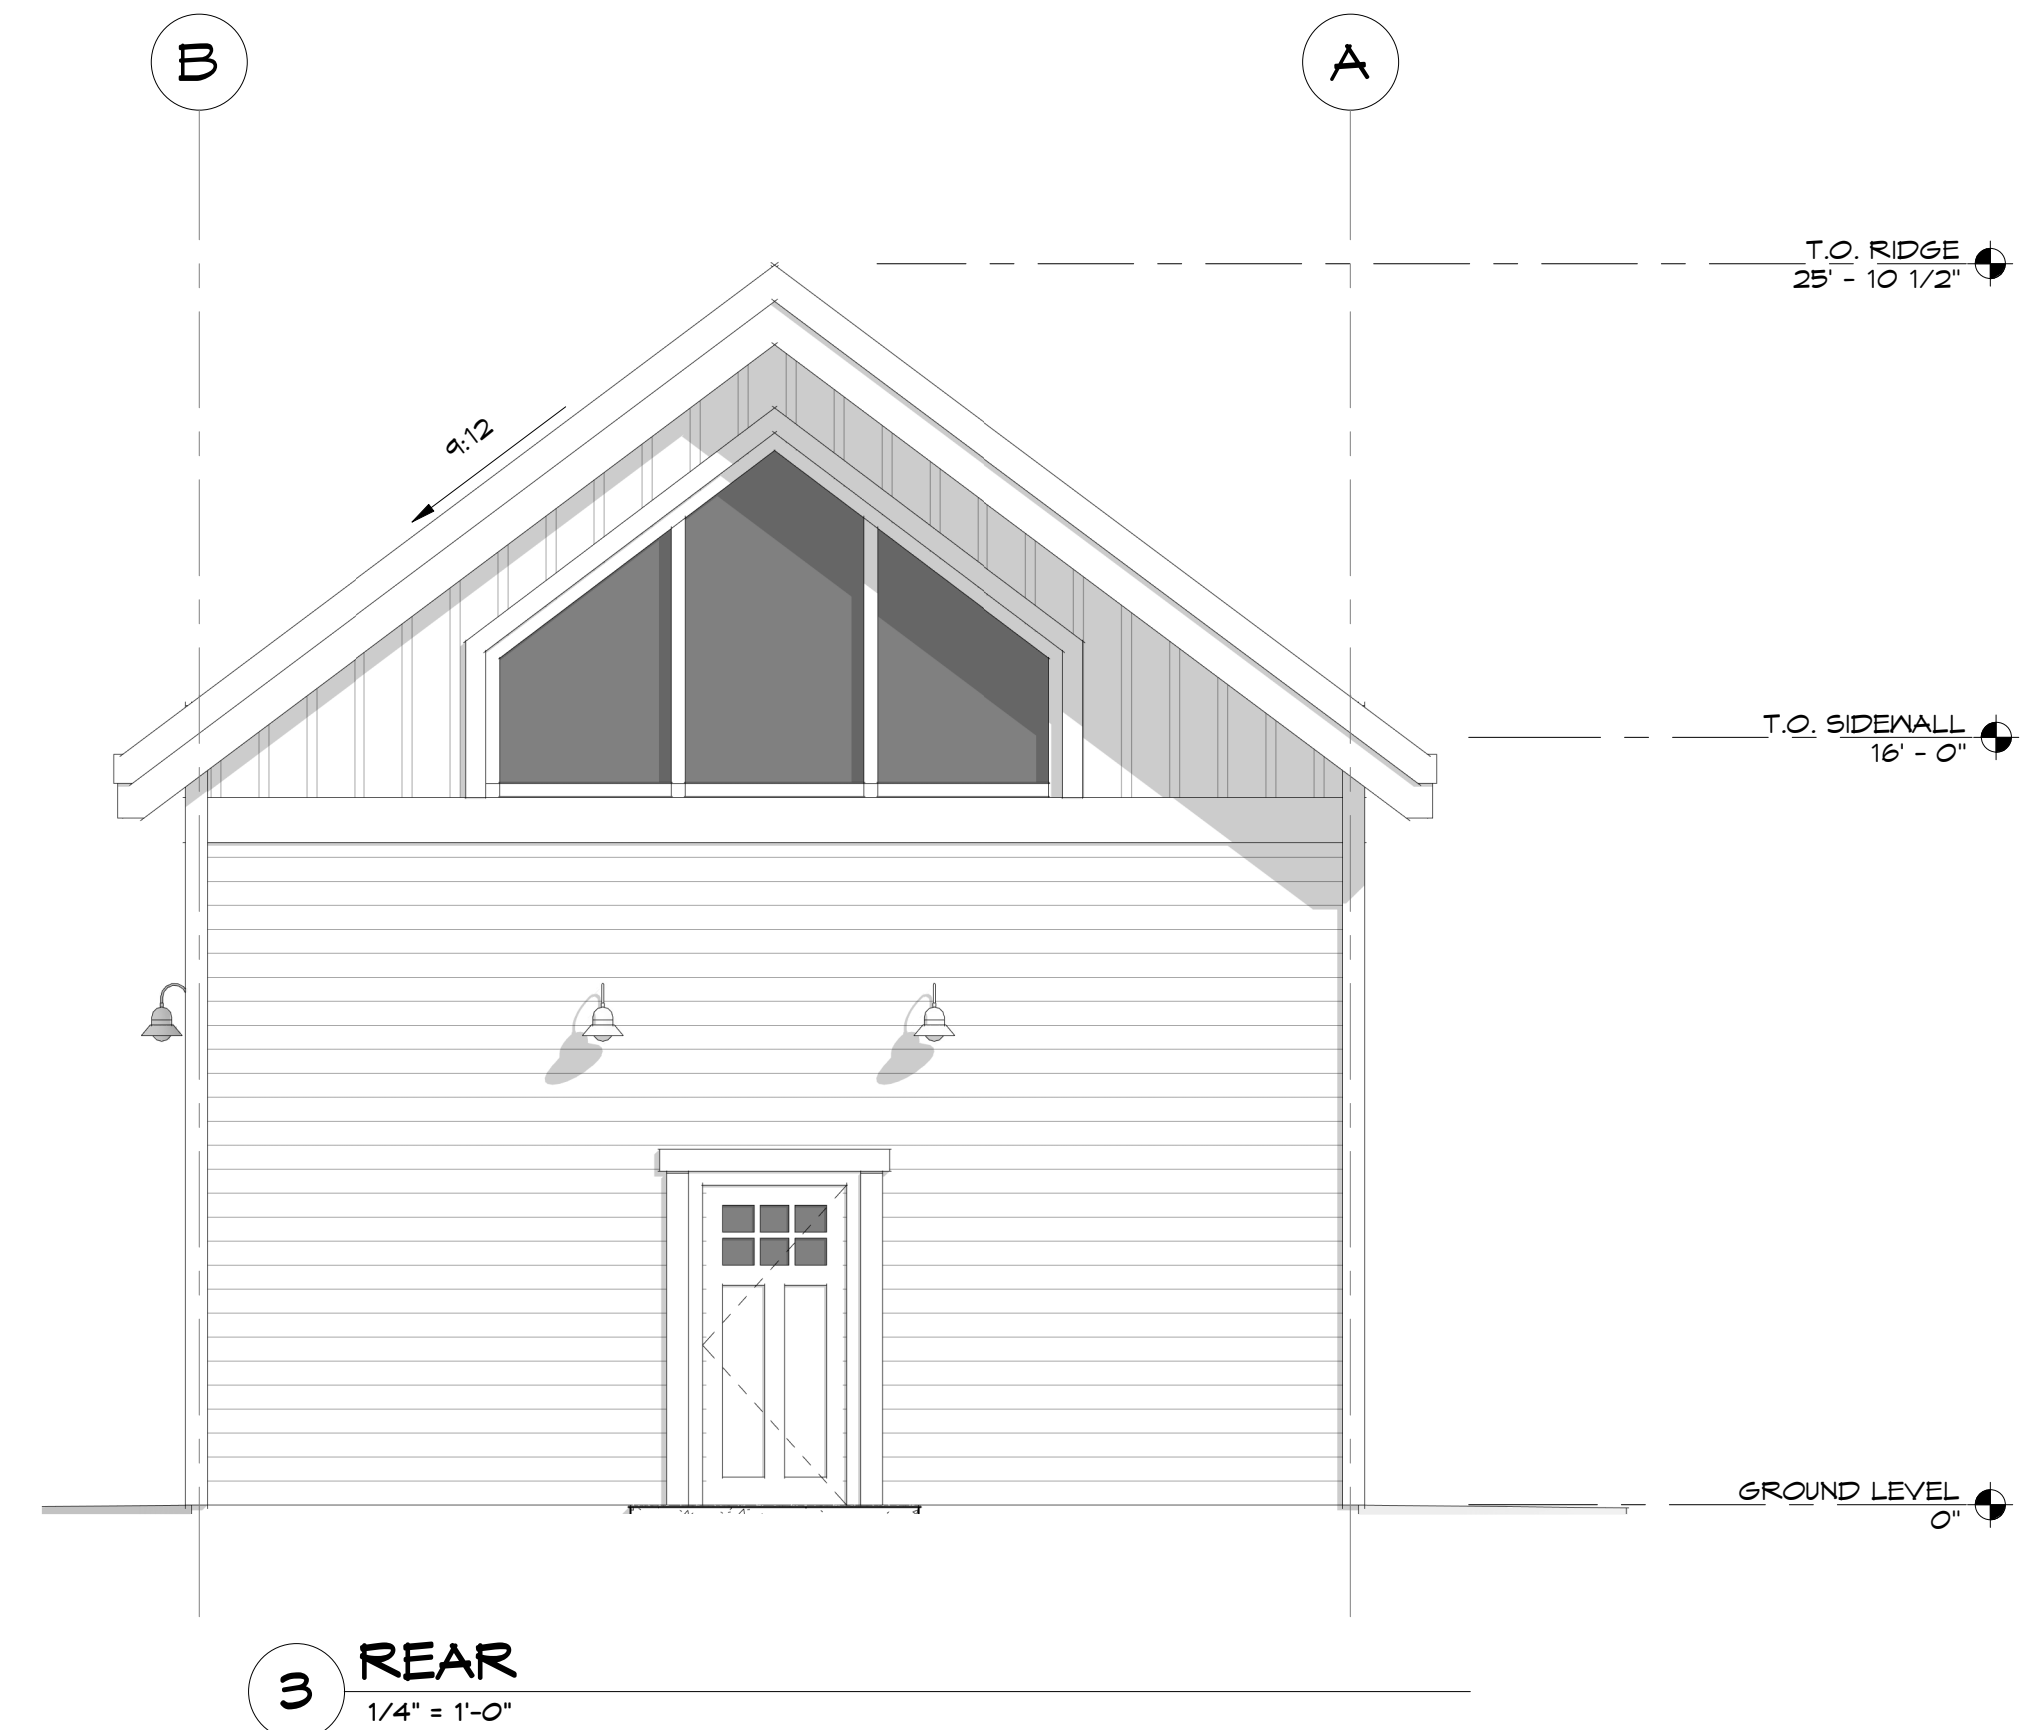 B
A
T.O. RIDGE
25' - 10 1/2"
9:12
T.O. SIDEWALL
16' - 0"
GROUND LEVEL
0"
3
REAR
1/4" = 1'-0"